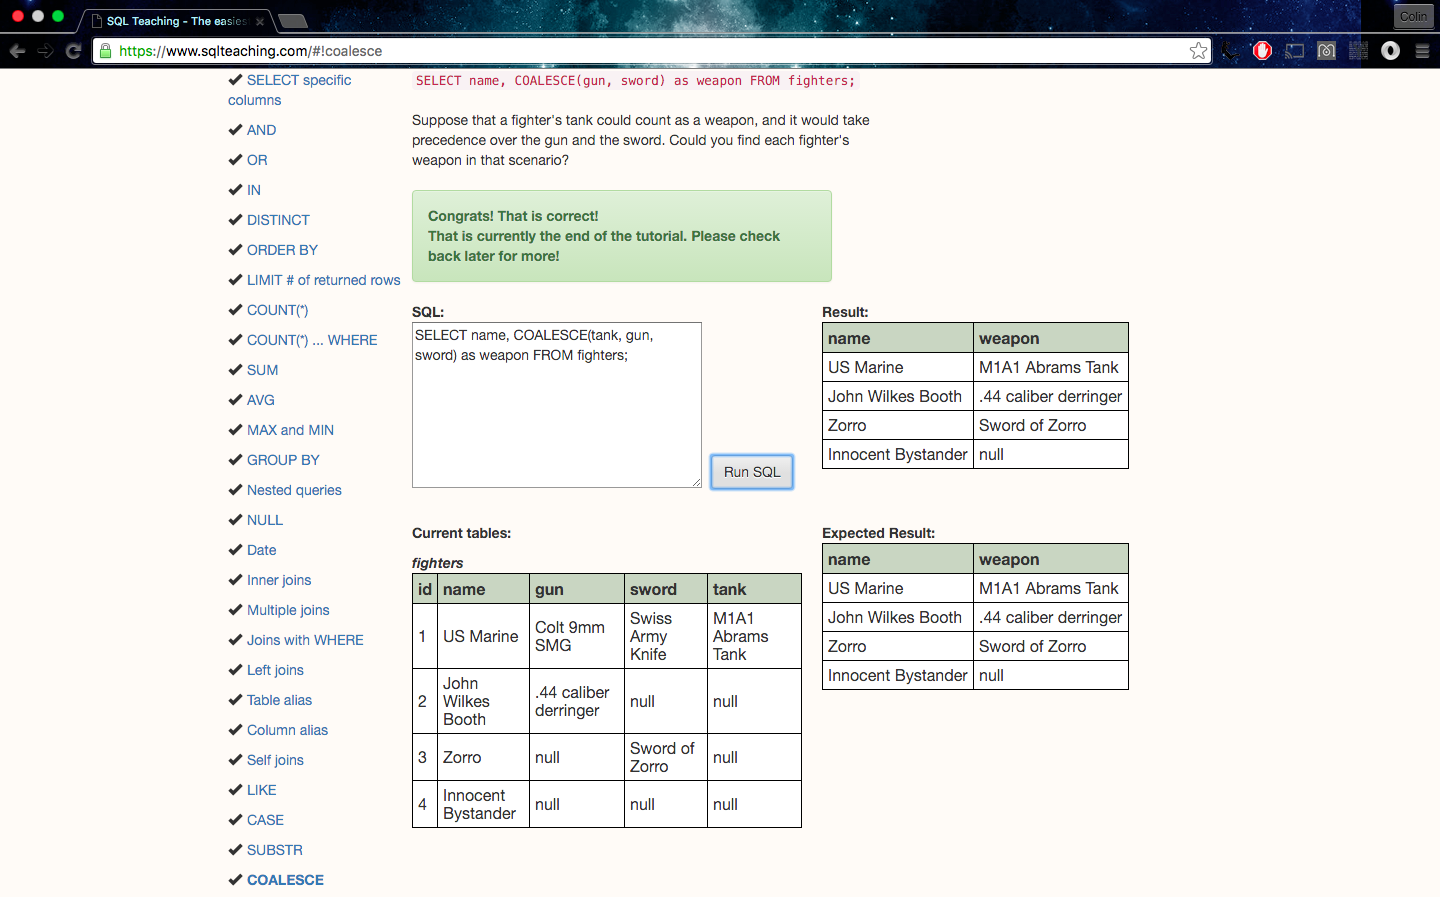 SQL Teaching - The easies
Colin
https://www.sqlteaching.com/#!coalesce
SELECT specific
columns
AND
OR
IN
DISTINCT
ORDER BY
LIMIT # of returned rows
COUNT(*)
COUNT(*) ... WHERE
SUM
AVG
MAX and MIN
GROUP BY
Nested queries
NULL
Date
Inner joins
Multiple joins
Joins with WHERE
Left joins
Table alias
Column alias
Self joins
LIKE
CASE
SUBSTR
COALESCE
SELECT name, COALESCE(gun, sword) as weapon FROM fighters;
Suppose that a fighter's tank could count as a weapon, and it would take
precedence over the gun and the sword. Could you find each fighter's
weapon in that scenario?
Congrats! That is correct!
That is currently the end of the tutorial. Please check
back later for more!
SQL:
SELECT name, COALESCE(tank, gun,
sword) as weapon FROM fighters;
Run SQL
Result:
name weapon
US Marine M1A1 Abrams Tank
John Wilkes Booth .44 caliber derringer
Zorro Sword of Zorro
Innocent Bystander null
Current tables:
fighters
id name gun sword tank
1 US Marine Colt 9mm SMG Swiss Army Knife M1A1 Abrams Tank
2 John Wilkes Booth .44 caliber derringer null null
3 Zorro null Sword of Zorro null
4 Innocent Bystander null null null
Expected Result:
name weapon
US Marine M1A1 Abrams Tank
John Wilkes Booth .44 caliber derringer
Zorro Sword of Zorro
Innocent Bystander null